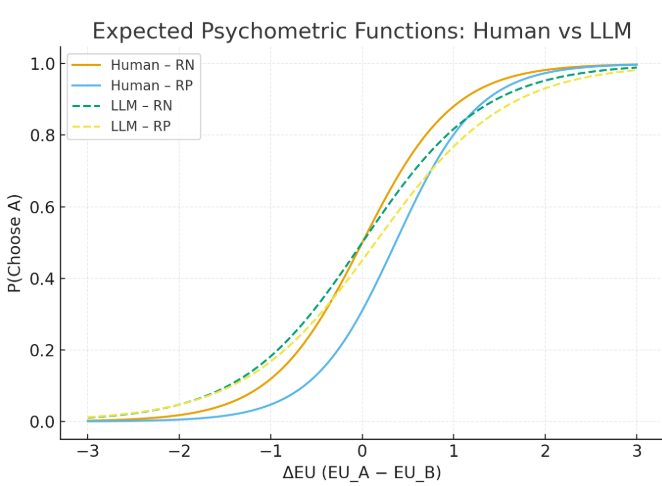 Expected Psychometric Functions: Human vs LLM
Human – RN
Human – RP
LLM – RN
LLM – RP
1.0
0.8
0.6
0.4
0.2
0.0
P(Choose A)
−3
−2
−1
0
1
2
3
ΔEU (EU_A − EU_B)